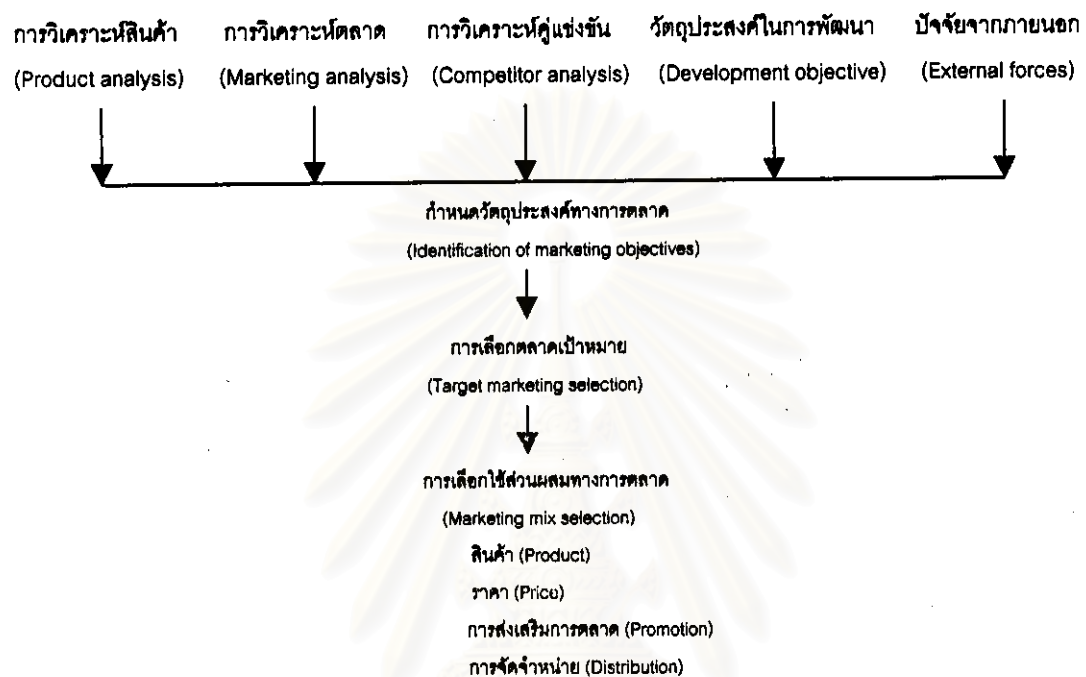 การวิเคราะห์สินค้า การวิเคราะห์ตลาด การวิเคราะห์คู่แข่งขัน วัตถุประสงค์ในการพัฒนา ปัจจัยจากภายนอก
(Product analysis) (Marketing analysis) (Competitor analysis) (Development objective) (External forces)
กำหนดวัตถุประสงค์ทางการตลาด
(Identification of marketing objectives)
การเลือกตลาดเป้าหมาย
(Target marketing selection)
การเลือกใช้ส่วนผสมทางการตลาด
(Marketing mix selection)
สินค้า (Product)
ราคา (Price)
การส่งเสริมการตลาด (Promotion)
การจัดจำหน่าย (Distribution)